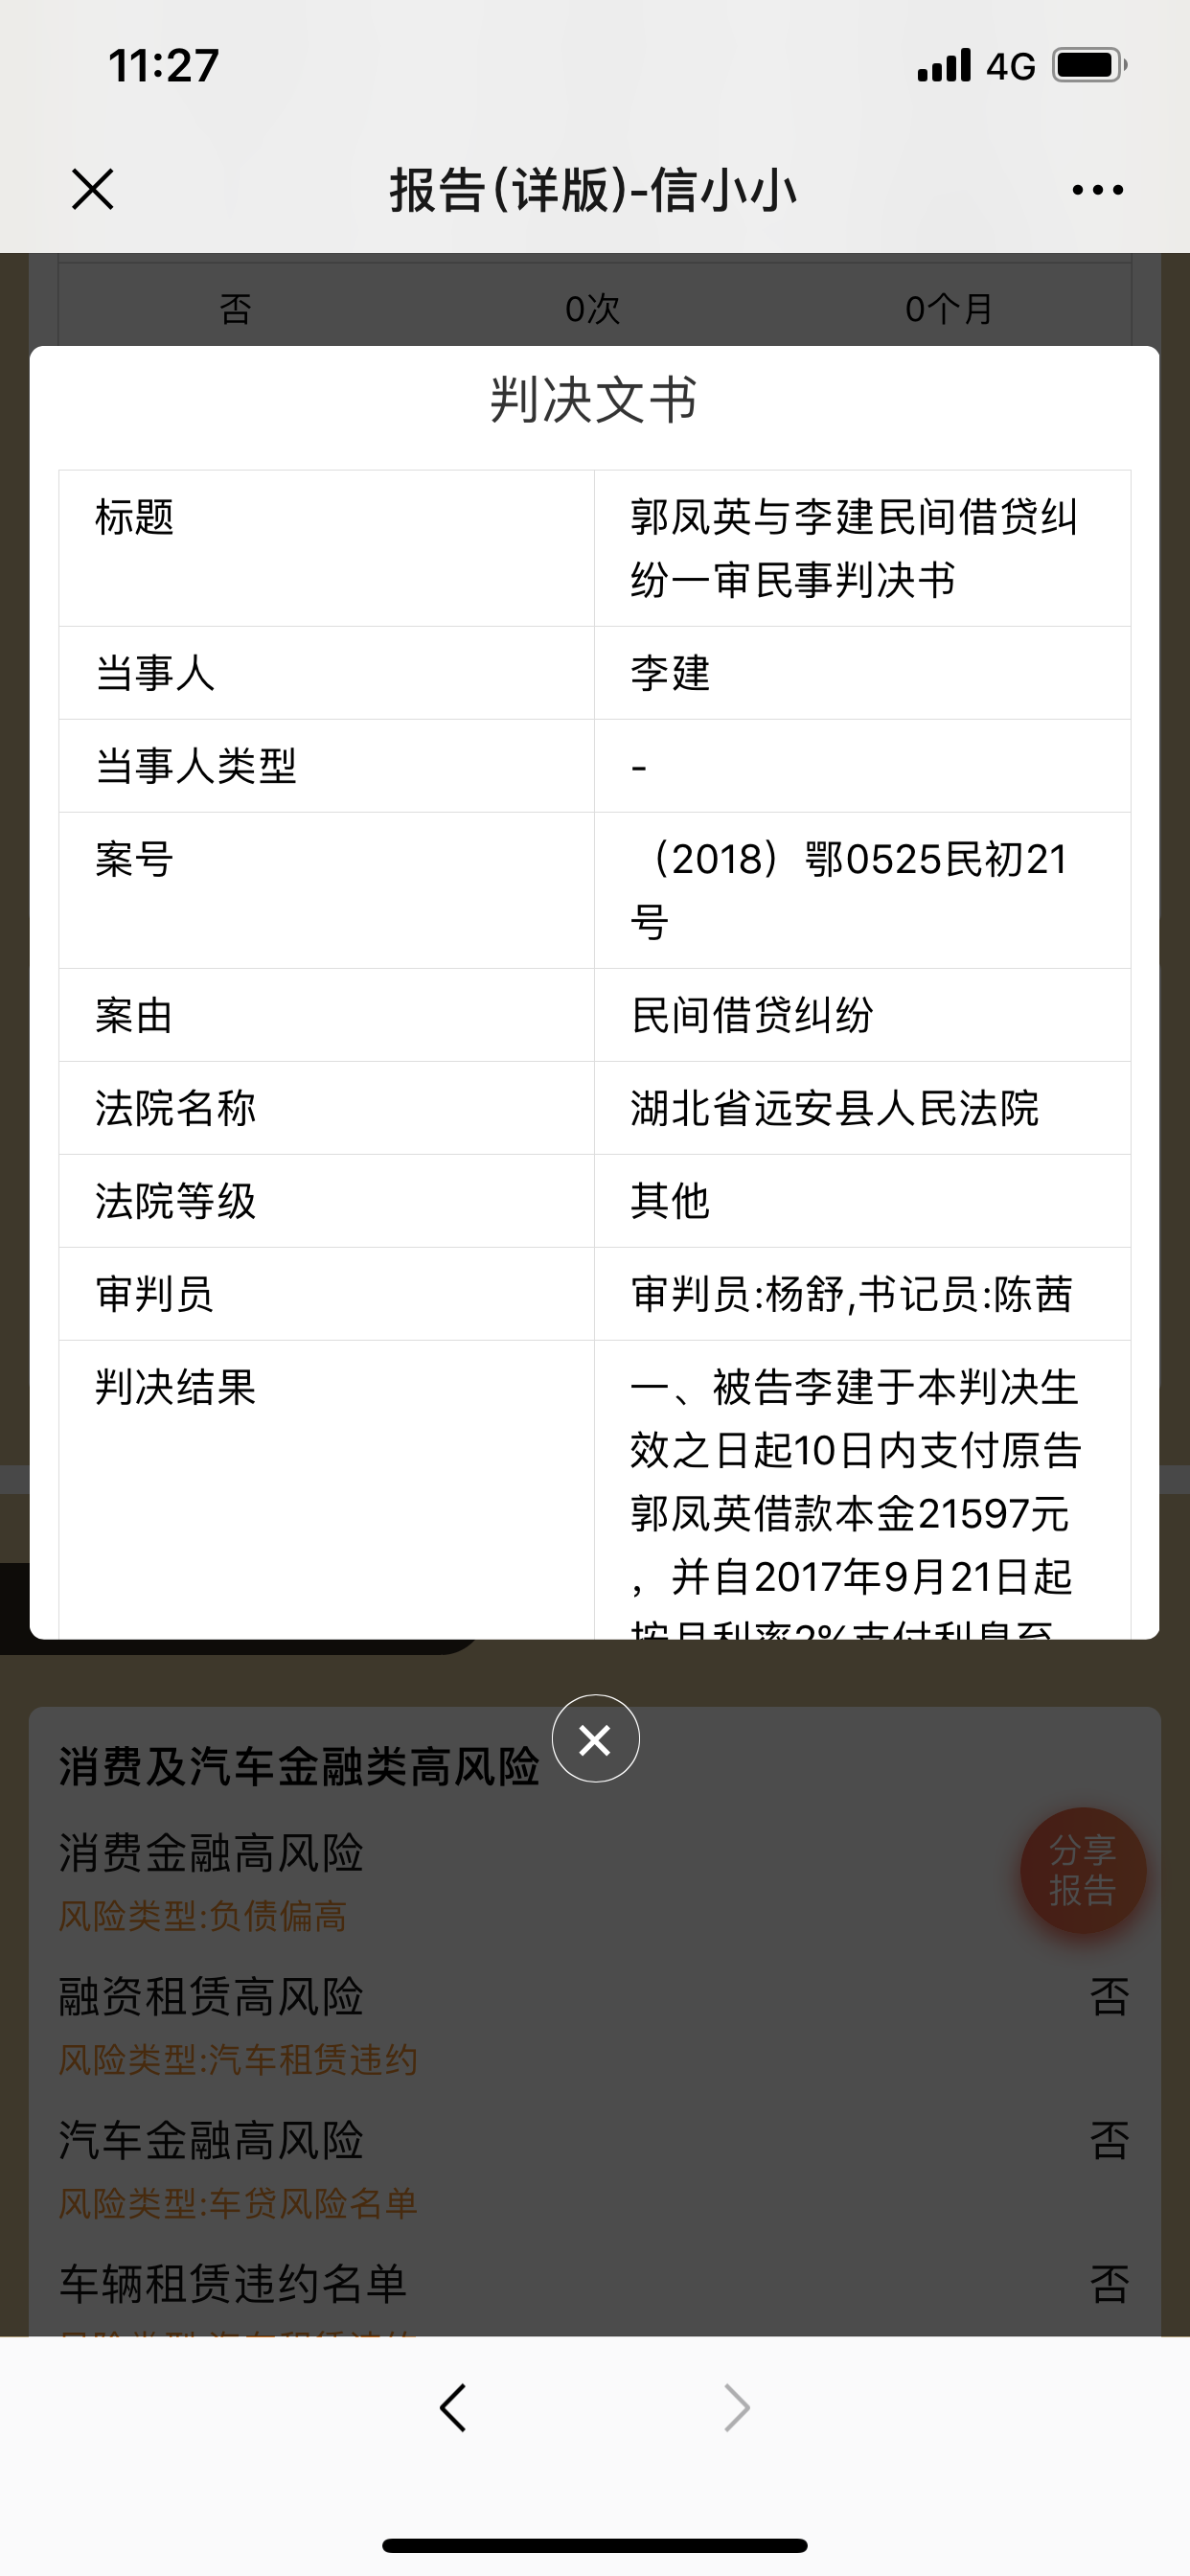 11:27
4G
报告(详版)-信小小
否 0次 0个月
判决文书
标题 郭凤英与李建民间借贷纠
纷一审民事判决书
当事人 李建
当事人类型 -
案号 （2018）鄂0525民初21
号
案由 民间借贷纠纷
法院名称 湖北省远安县人民法院
法院等级 其他
审判员 审判员:杨舒,书记员:陈茜
判决结果 一、被告李建于本判决生
效之日起10日内支付原告
郭凤英借款本金21597元
，并自2017年9月21日起
按月利率2%支付利息至
消费及汽车金融类高风险
消费金融高风险
风险类型:负债偏高
分享
报告
融资租赁高风险 否
风险类型:汽车租赁违约
汽车金融高风险 否
风险类型:车贷风险名单
车辆租赁违约名单 否